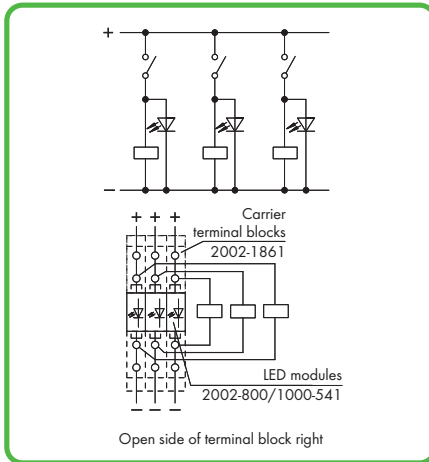 +
−
+ + +
Carrier
terminal blocks
2002-1861
LED modules
2002-800/1000-541
− − −
Open side of terminal block right